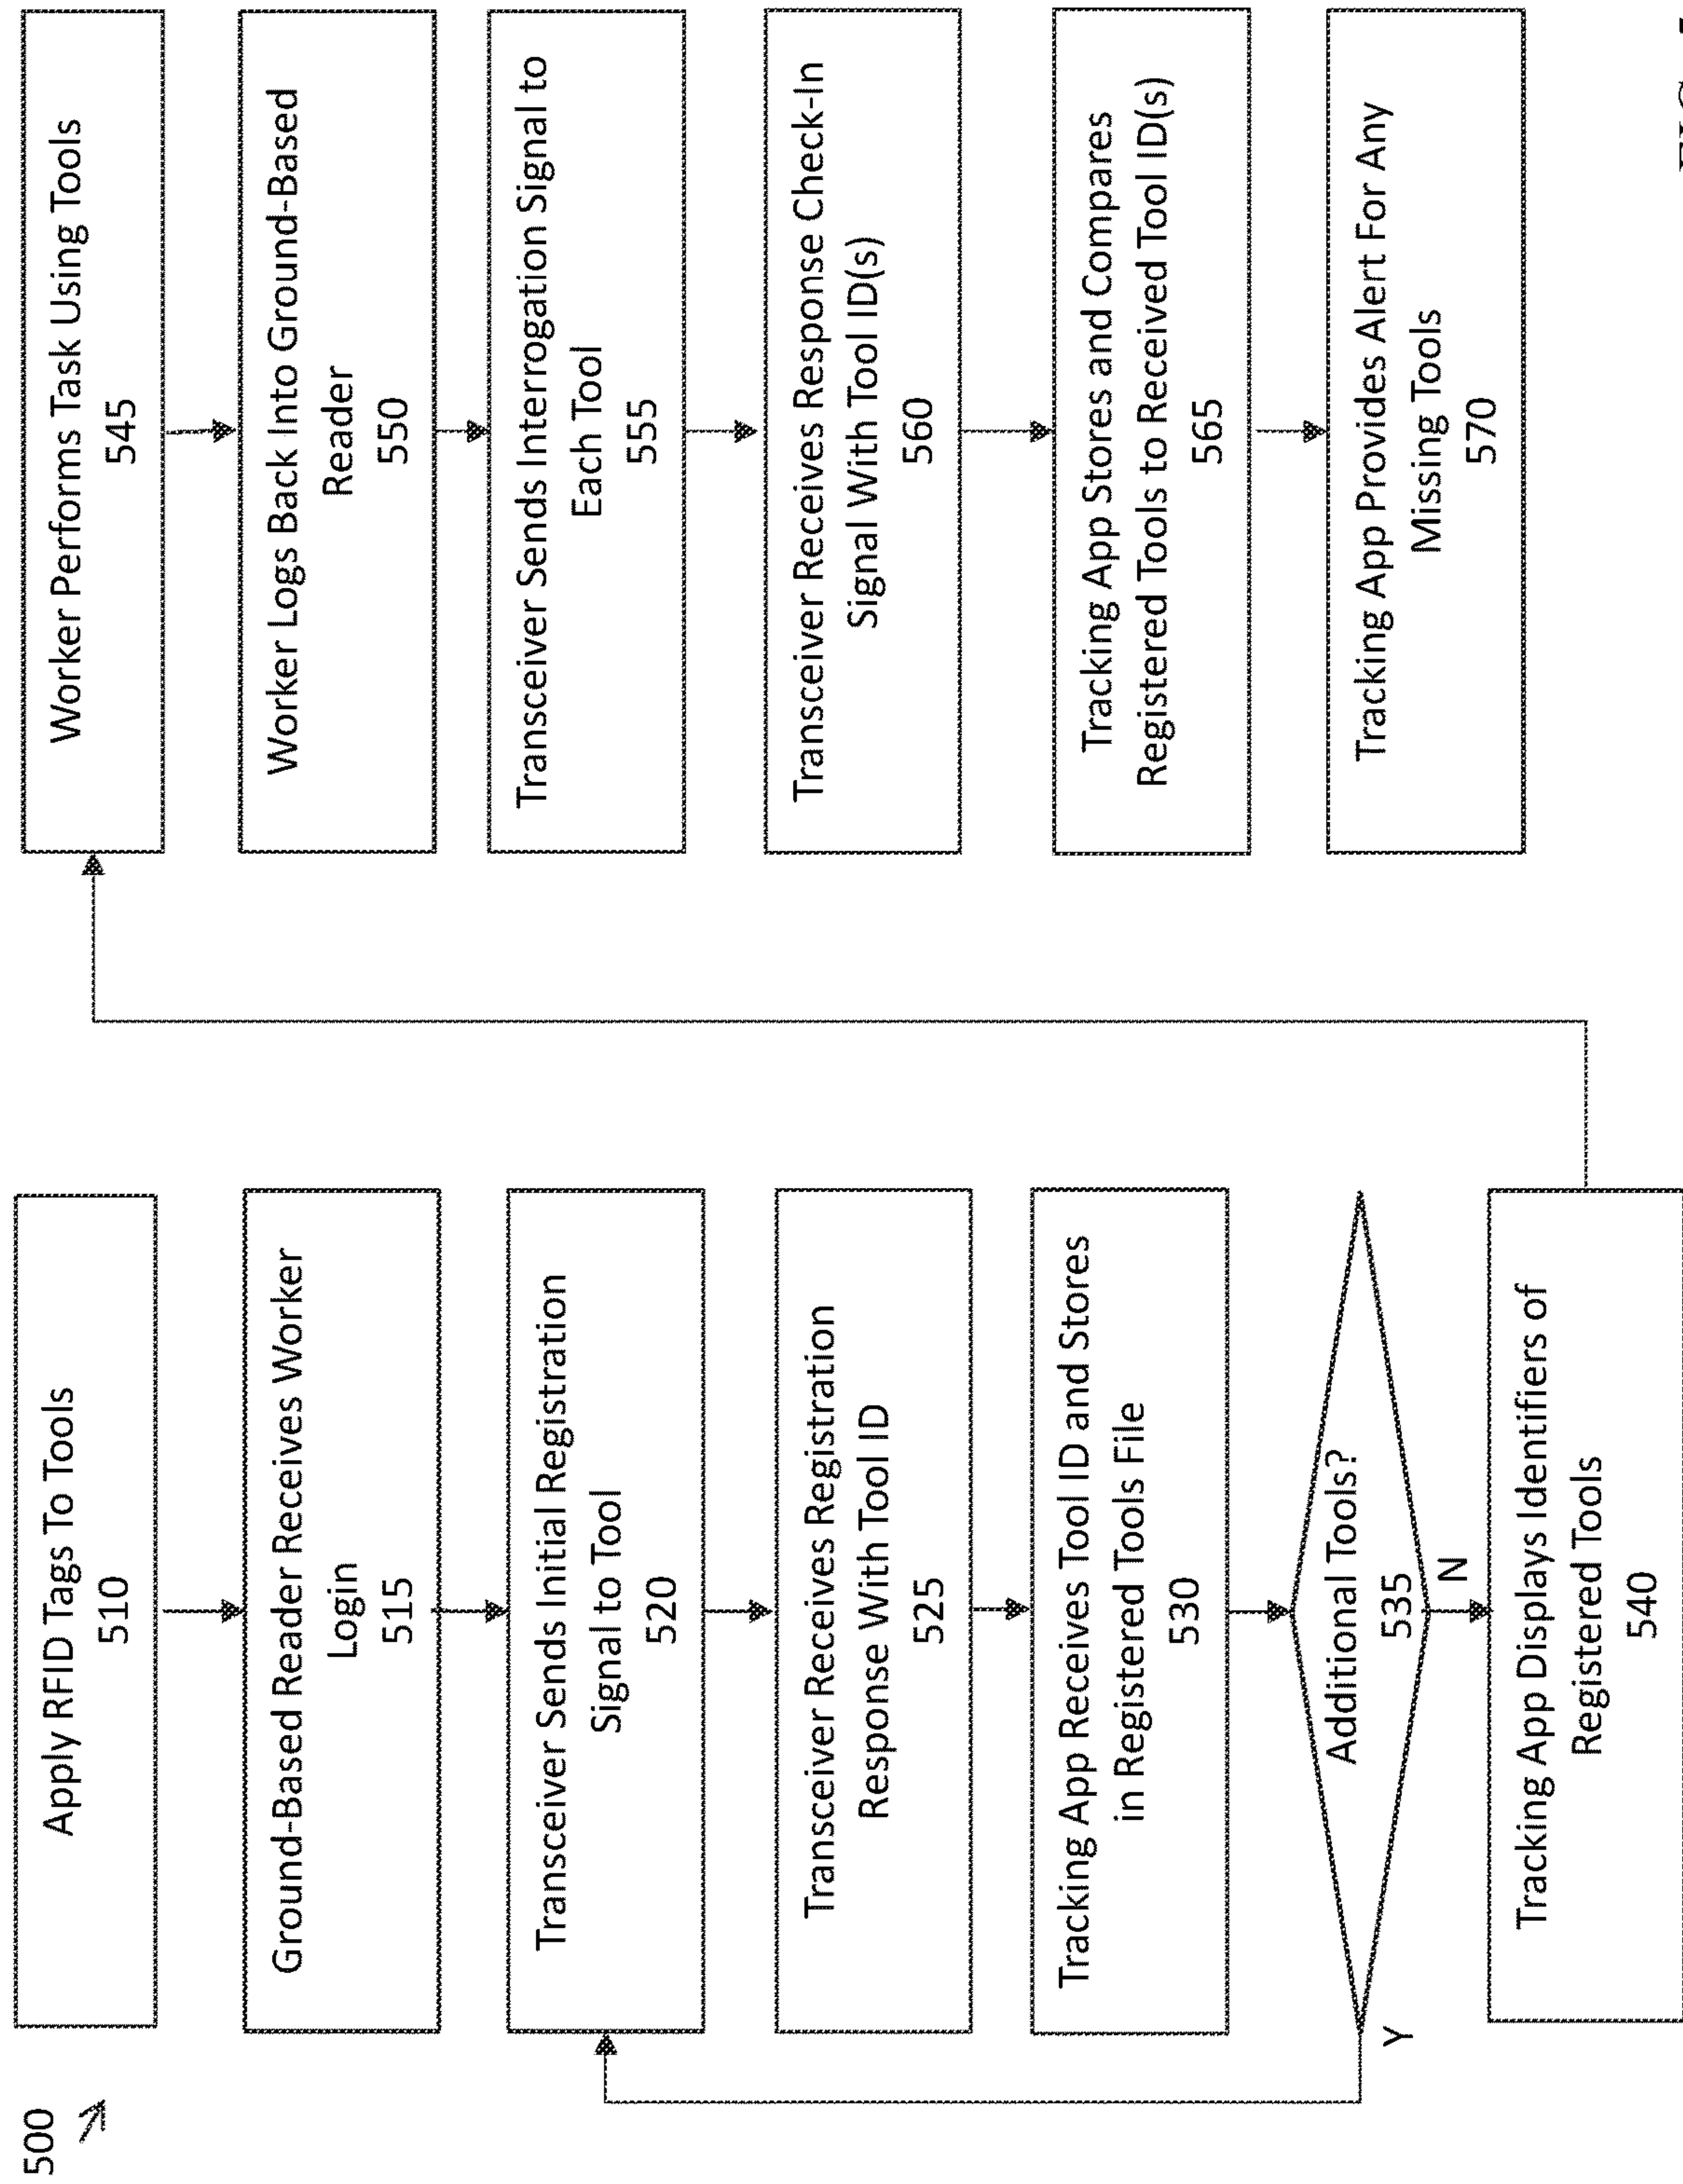 500
Apply RFID Tags To Tools
510
Ground-Based Reader Receives Worker
Login
515
Transceiver Sends Initial Registration
Signal to Tool
520
Transceiver Receives Registration
Response With Tool ID
525
Tracking App Receives Tool ID and Stores
in Registered Tools File
530
Additional Tools?
535
Y
N
Tracking App Displays Identifiers of
Registered Tools
540
Worker Performs Task Using Tools
545
Worker Logs Back Into Ground-Based
Reader
550
Transceiver Sends Interrogation Signal to
Each Tool
555
Transceiver Receives Response Check-In
Signal With Tool ID(s)
560
Tracking App Stores and Compares
Registered Tools to Received Tool ID(s)
565
Tracking App Provides Alert For Any
Missing Tools
570